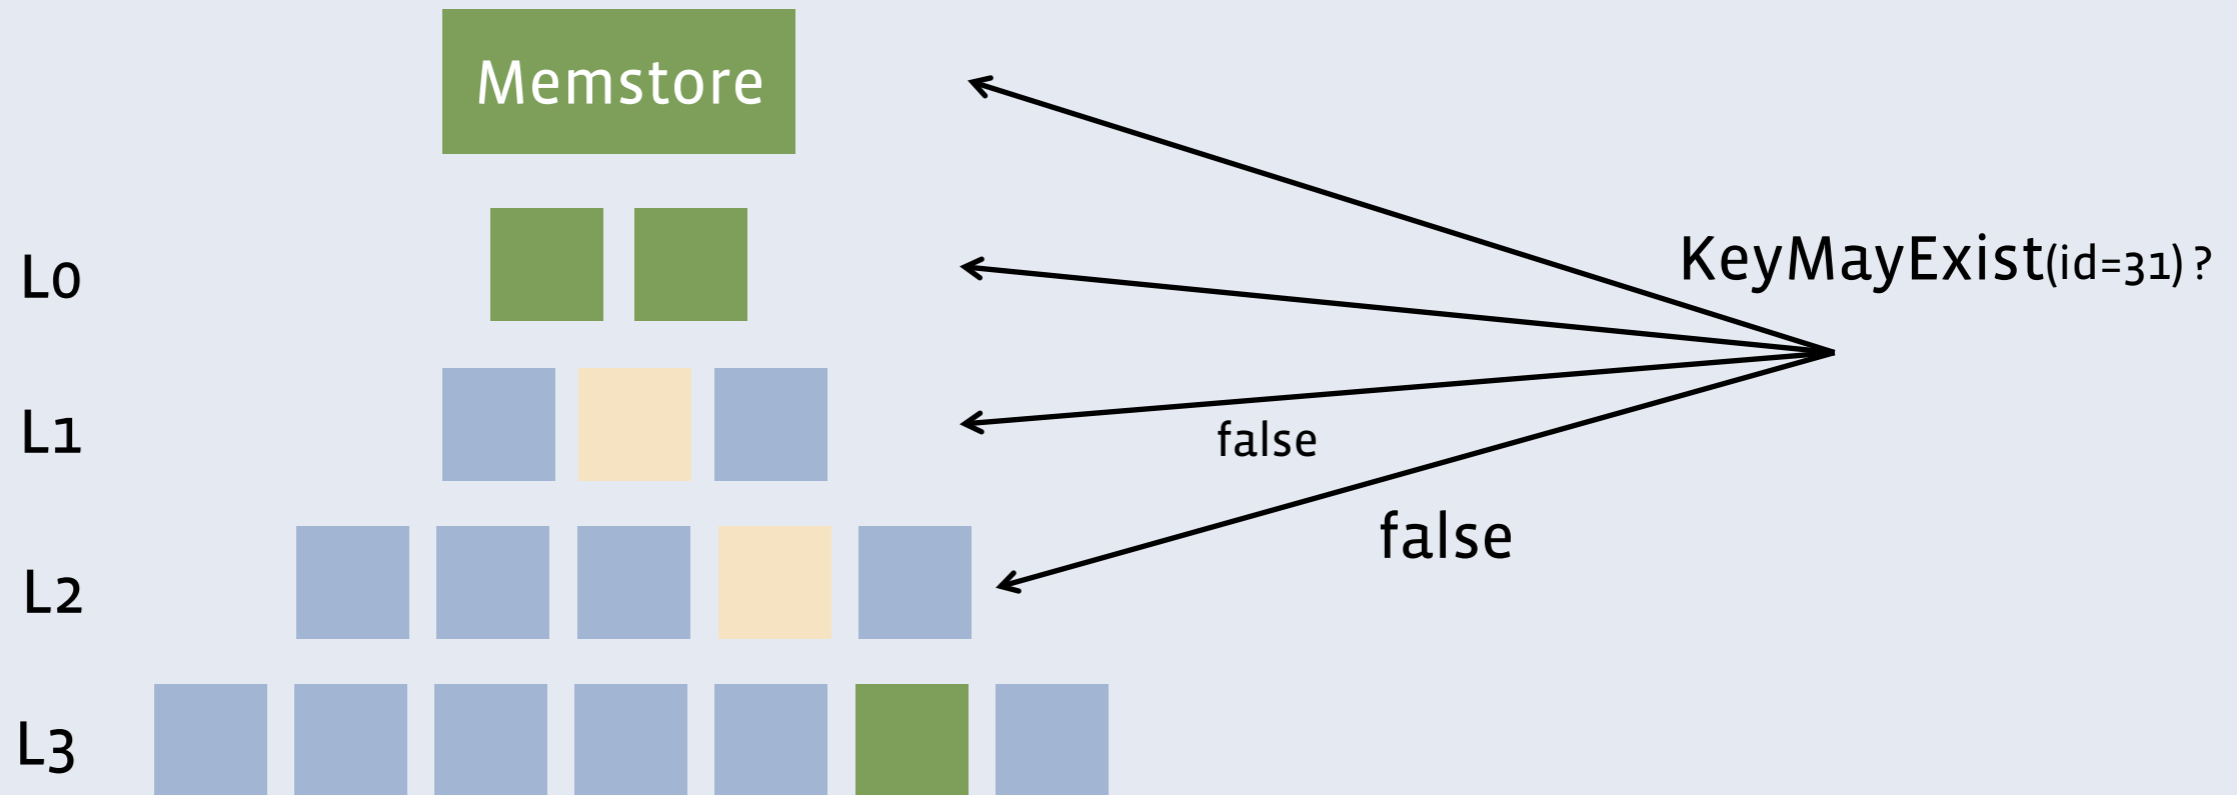 Memstore
KeyMayExist(id=31) ?
L0
L1
false
false
L2
L3